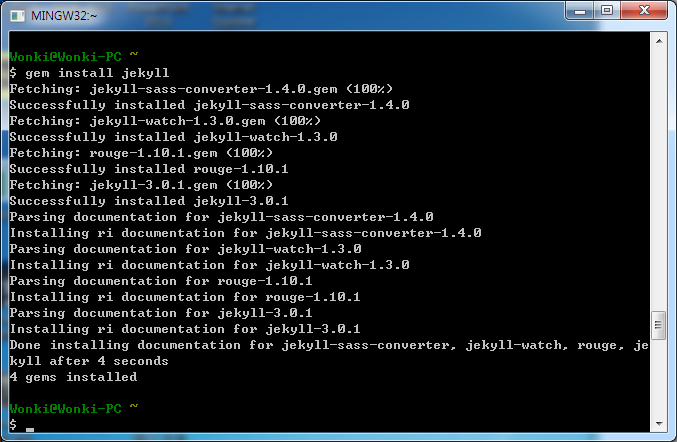 MINGW32:~
Wonki@Wonki-PC ~
$ gem install jekyll
Fetching: jekyll-sass-converter-1.4.0.gem (100%)
Successfully installed jekyll-sass-converter-1.4.0
Fetching: jekyll-watch-1.3.0.gem (100%)
Successfully installed jekyll-watch-1.3.0
Fetching: rouge-1.10.1.gem (100%)
Successfully installed rouge-1.10.1
Fetching: jekyll-3.0.1.gem (100%)
Successfully installed jekyll-3.0.1
Parsing documentation for jekyll-sass-converter-1.4.0
Installing ri documentation for jekyll-sass-converter-1.4.0
Parsing documentation for jekyll-watch-1.3.0
Installing ri documentation for jekyll-watch-1.3.0
Parsing documentation for rouge-1.10.1
Installing ri documentation for rouge-1.10.1
Parsing documentation for jekyll-3.0.1
Installing ri documentation for jekyll-3.0.1
Done installing documentation for jekyll-sass-converter, jekyll-watch, rouge, je
kyll after 4 seconds
4 gems installed
Wonki@Wonki-PC ~
$ _